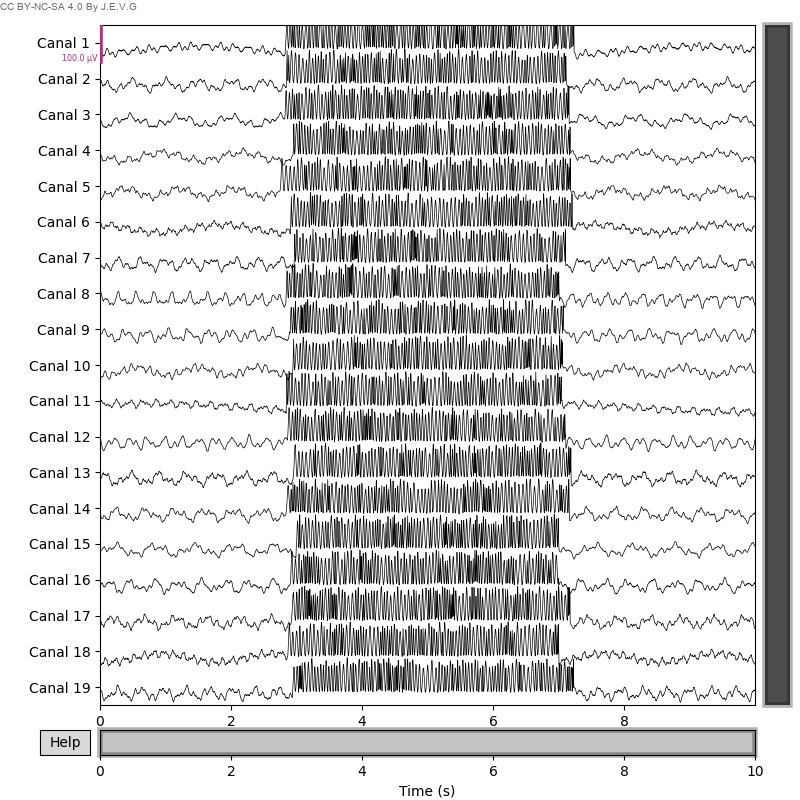 CC BY-NC-SA 4.0 By J.E.V.G
Canal 1
100.0 µV
Canal 2
Canal 3
Canal 4
Canal 5
Canal 6
Canal 7
Canal 8
Canal 9
Canal 10
Canal 11
Canal 12
Canal 13
Canal 14
Canal 15
Canal 16
Canal 17
Canal 18
Canal 19
0 2 4 6 8
Help
0 2 4 6 8 10
Time (s)